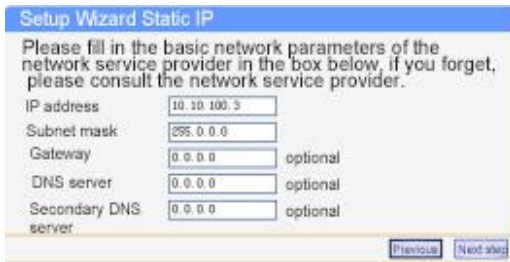 Setup Wizard Static IP
Please fill in the basic network parameters of the
network service provider in the box below, if you forget,
please consult the network service provider.
IP address 10.10.100.3
Subnet mask 255.0.0.0
Gateway 0.0.0.0 optional
DNS server 0.0.0.0 optional
Secondary DNS 0.0.0.0 optional
server
Previous Next step